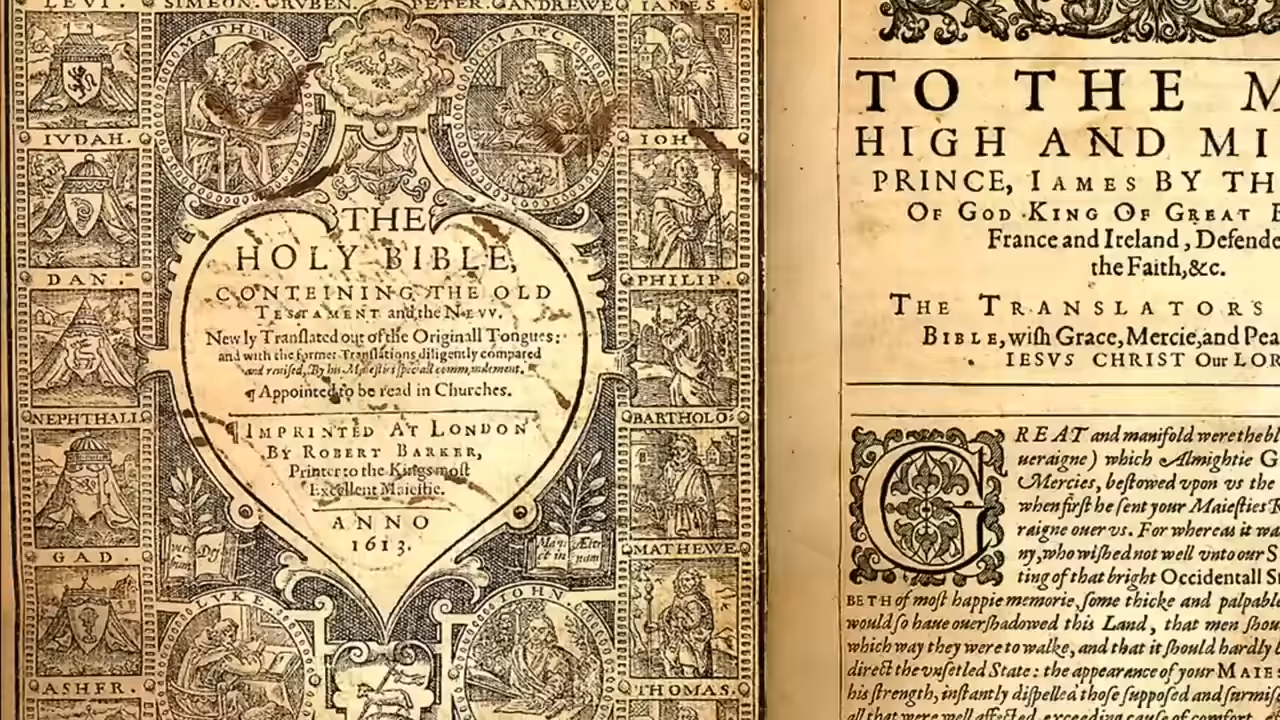 LEVI.
SIMEON.
RVBEN.
PETER.
ANDREWE
IAMES.
MATHEW.
MARC.
IVDAH.
IOH
DAN.
PHILIP.
NEPHTHALI
BARTHOLO:
GAD.
MATHEWE
ASHER.
THOMAS.
LVKE.
IOHN.
THE
HOLY BIBLE,
CONTEINING THE OLD
TESTAMENT and the NEVV.
Newly Tranſlated out of the Originall Tongues:
and with the former Tranſlations diligently compared
and reuiſed, By his Maieſties ſpeciall commandement.
¶ Appointed to be read in Churches.
¶ IMPRINTED AT LONDON
BY ROBERT BARKER,
Printer to the Kings moſt
Excellent Maieſtie.
ANNO
1613.
TO THE M
HIGH AND MI
PRINCE, IAMES BY TH
OF GOD KING OF GREAT
France and Ireland, Defende
the Faith, &c.
THE TRANSLATORS
BIBLE, wiſh Grace, Mercie, and Pea
IESVS CHRIST Our LOR
GREAT and manifold were the bl
ueraigne) which Almightie G
Mercies, beſtowed vpon vs the
when firſt he ſent your Maieſties R
raigne ouer vs. For whereas it wa
ny, who wiſhed not well vnto our S
ting of that bright Occidentall St
BETH of moſt happie memorie, ſome thicke and palpabl
would ſo haue ouerſhadowed this Land, that men ſhou
which way they were to walke, and that it ſhould hardly b
direct the vnſetled State: the appearance of your MAIES
his ſtrength, inſtantly diſpelled thoſe ſuppoſed and ſurmiſ
all that were well affected exceeding cauſe of comfort